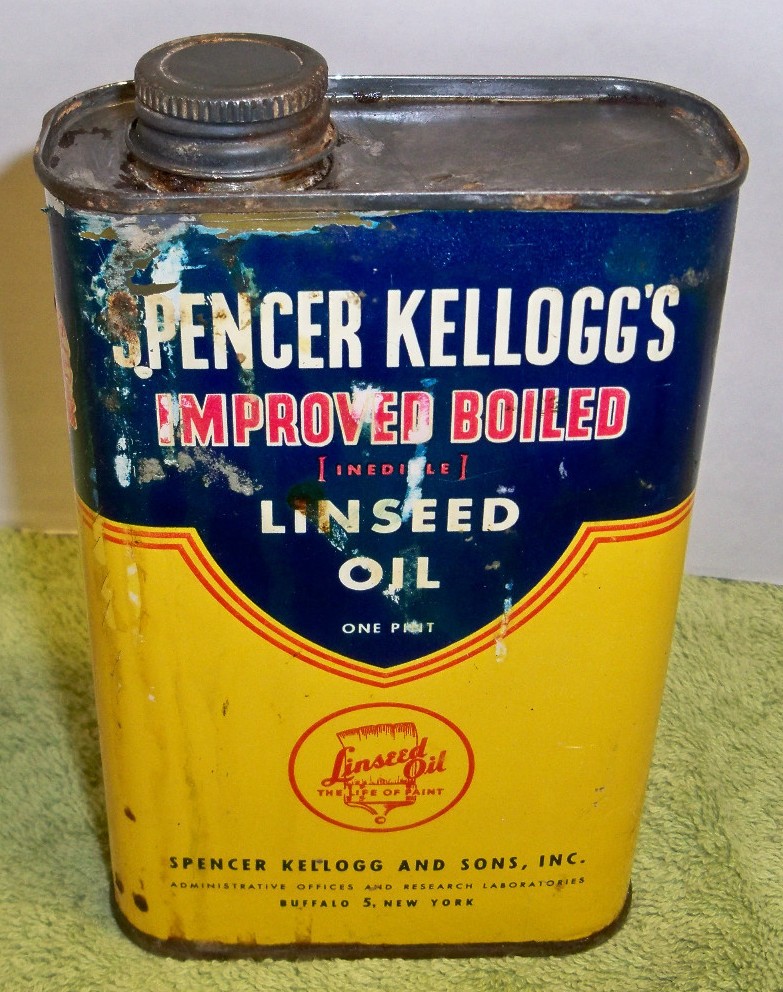 SPENCER KELLOGG'S
IMPROVED BOILED
[INEDIBLE]
LINSEED
OIL
ONE PINT
Linseed
Oil
THE LIFE OF PAINT
SPENCER KELLOGG AND SONS, INC.
ADMINISTRATIVE OFFICES AND RESEARCH LABORATORIES
BUFFALO 5, NEW YORK